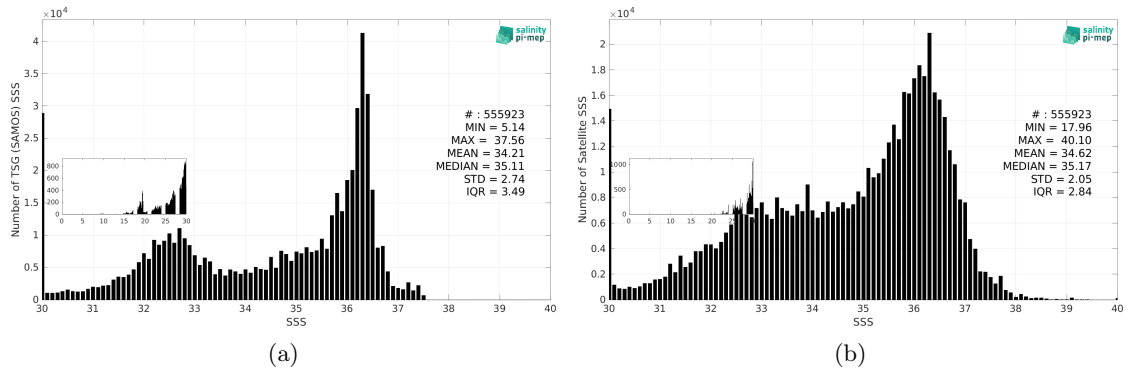 ×10⁴
4
3.5
3
2.5
2
1.5
1
0.5
0
Number of TSG (SAMOS) SSS
salinity
pi-mep
# : 555923
MIN = 5.14
MAX = 37.56
MEAN = 34.21
MEDIAN = 35.11
STD = 2.74
IQR = 3.49
800
600
400
200
0
0 5 10 15 20 25 30
30 31 32 33 34 35 36 37 38 39 40
SSS
(a)
×10⁴
2
1.8
1.6
1.4
1.2
1
0.8
0.6
0.4
0.2
0
Number of Satellite SSS
salinity
pi-mep
# : 555923
MIN = 17.96
MAX = 40.10
MEAN = 34.62
MEDIAN = 35.17
STD = 2.05
IQR = 2.84
1000
500
0
0 5 10 15 20 25
30 31 32 33 34 35 36 37 38 39 40
SSS
(b)